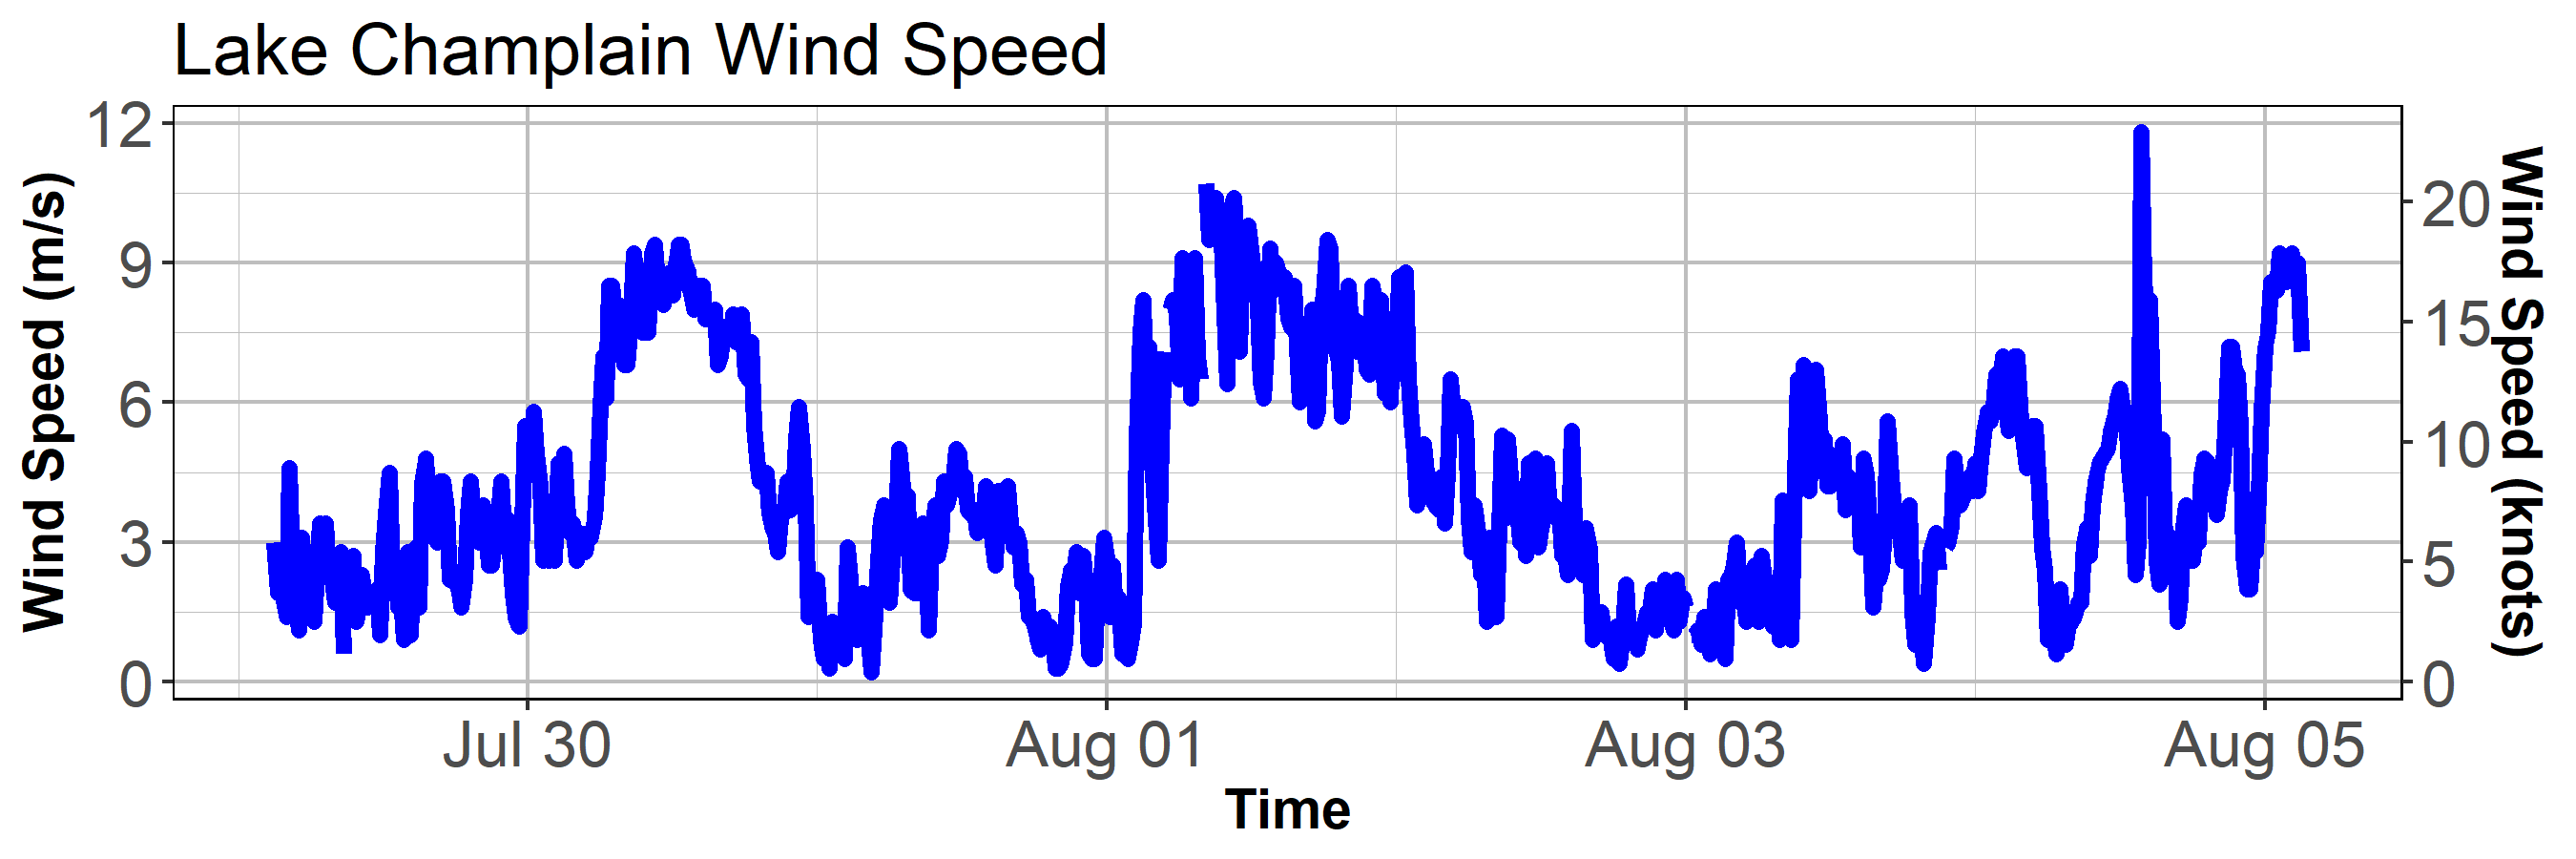 Lake Champlain Wind Speed
Wind Speed (m/s)
12
9
6
3
0
20
15
10
5
0
Wind Speed (knots)
Jul 30
Aug 01
Aug 03
Aug 05
Time